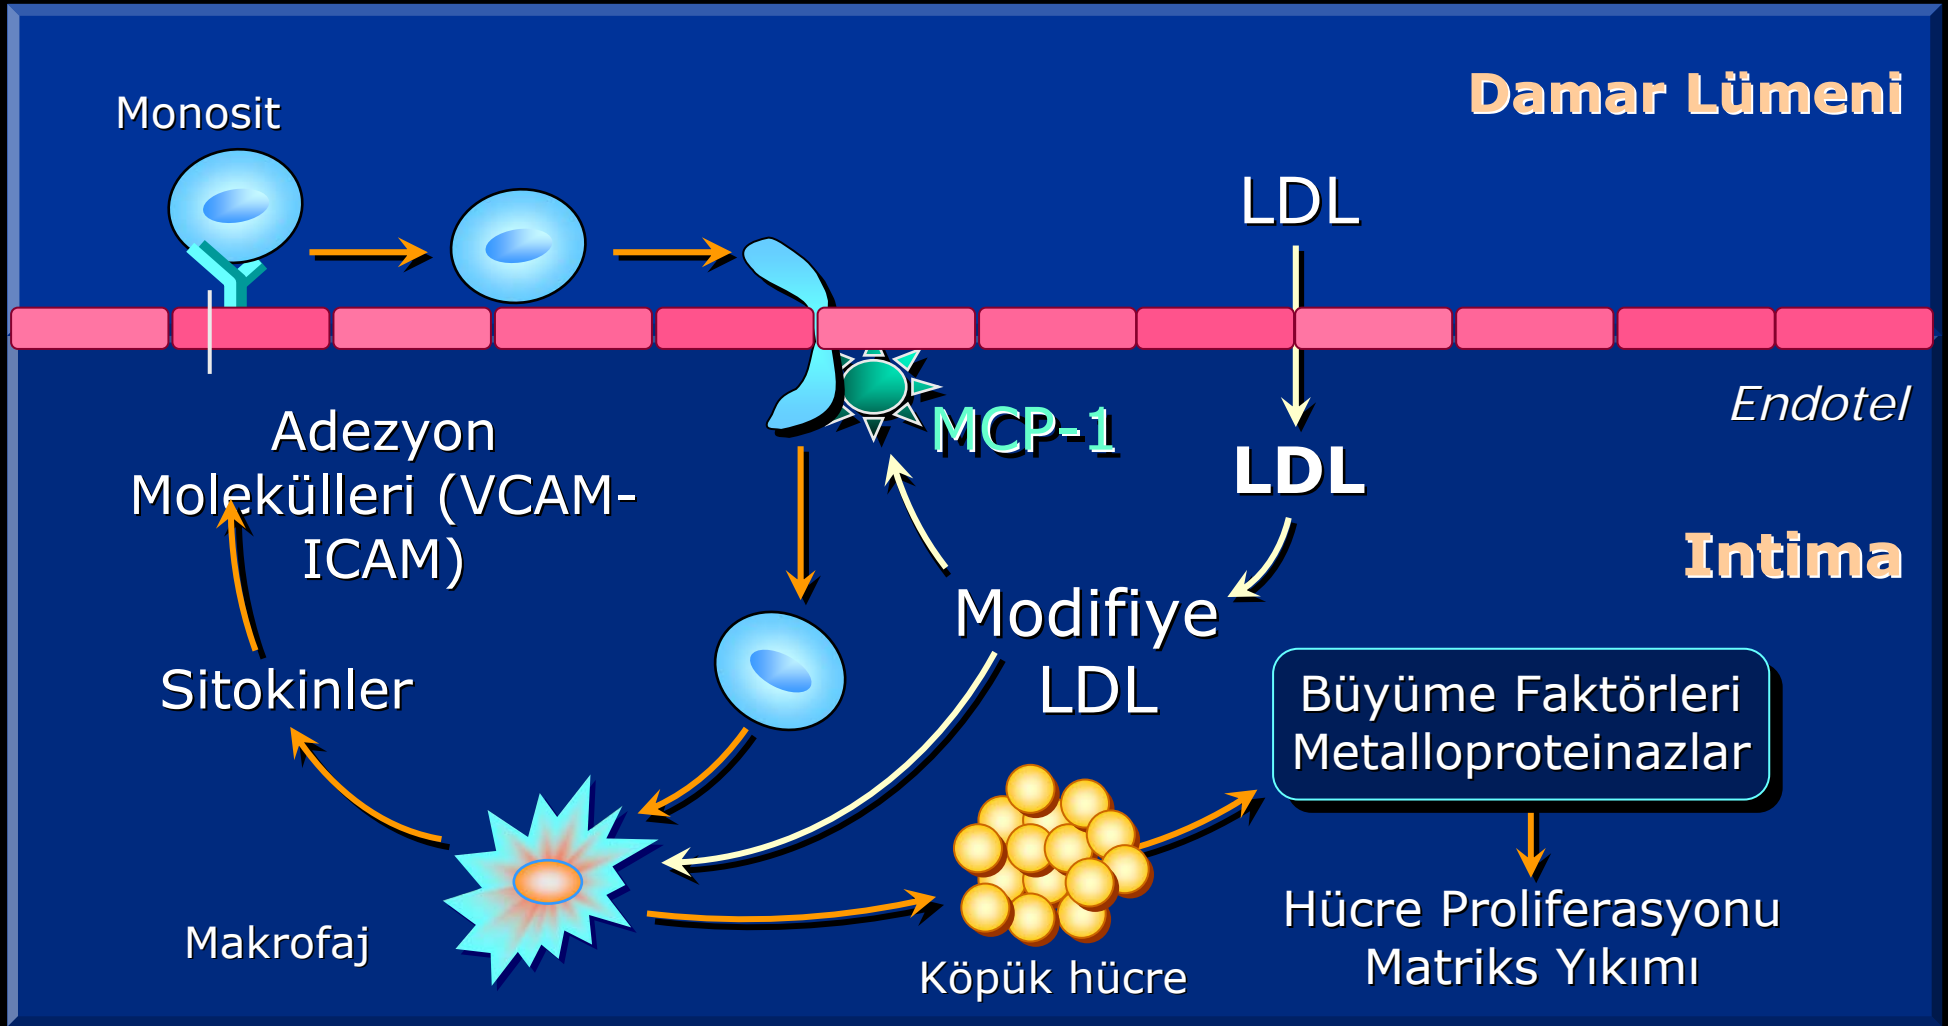 Monosit
Damar Lümeni
LDL
Endotel
Adezyon
Molekülleri (VCAM-
ICAM)
MCP-1
LDL
Intima
Modifiye
LDL
Sitokinler
Büyüme Faktörleri
Metalloproteinazlar
Makrofaj
Köpük hücre
Hücre Proliferasyonu
Matriks Yıkımı